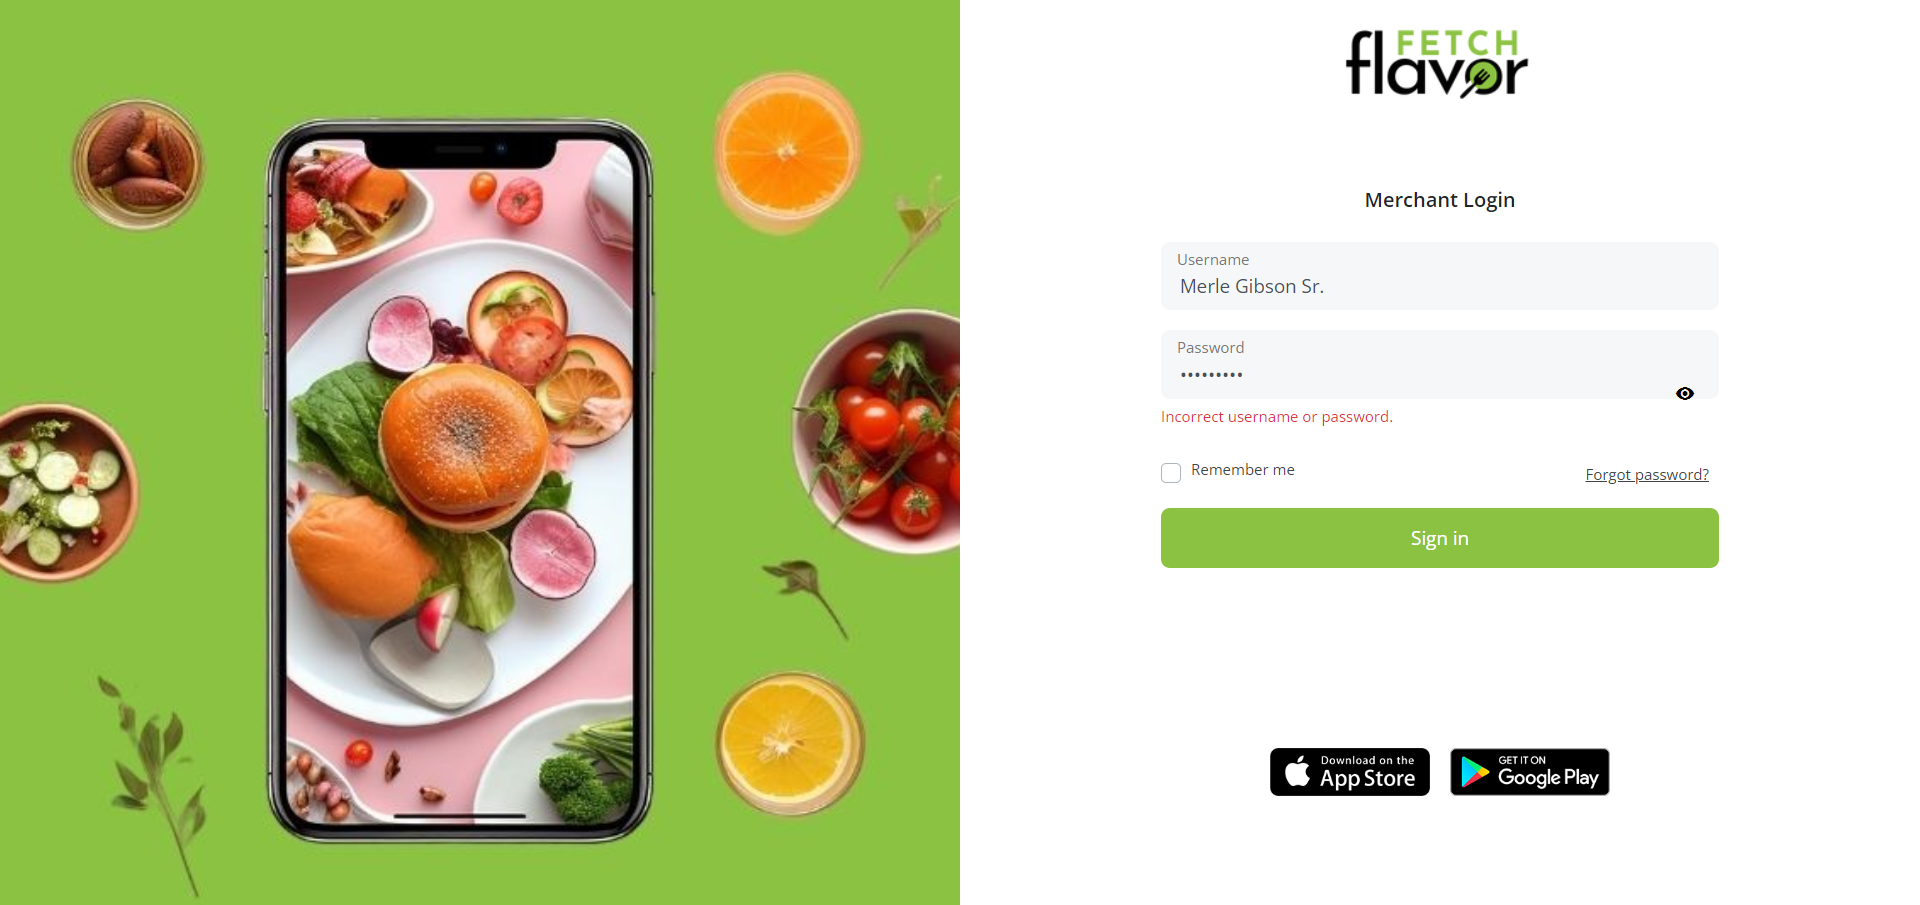 FETCH
flavor
Merchant Login
Username
Merle Gibson Sr.
Password
•••••••••
Incorrect username or password.
Remember me
Forgot password?
Sign in
Download on the
App Store
GET IT ON
Google Play